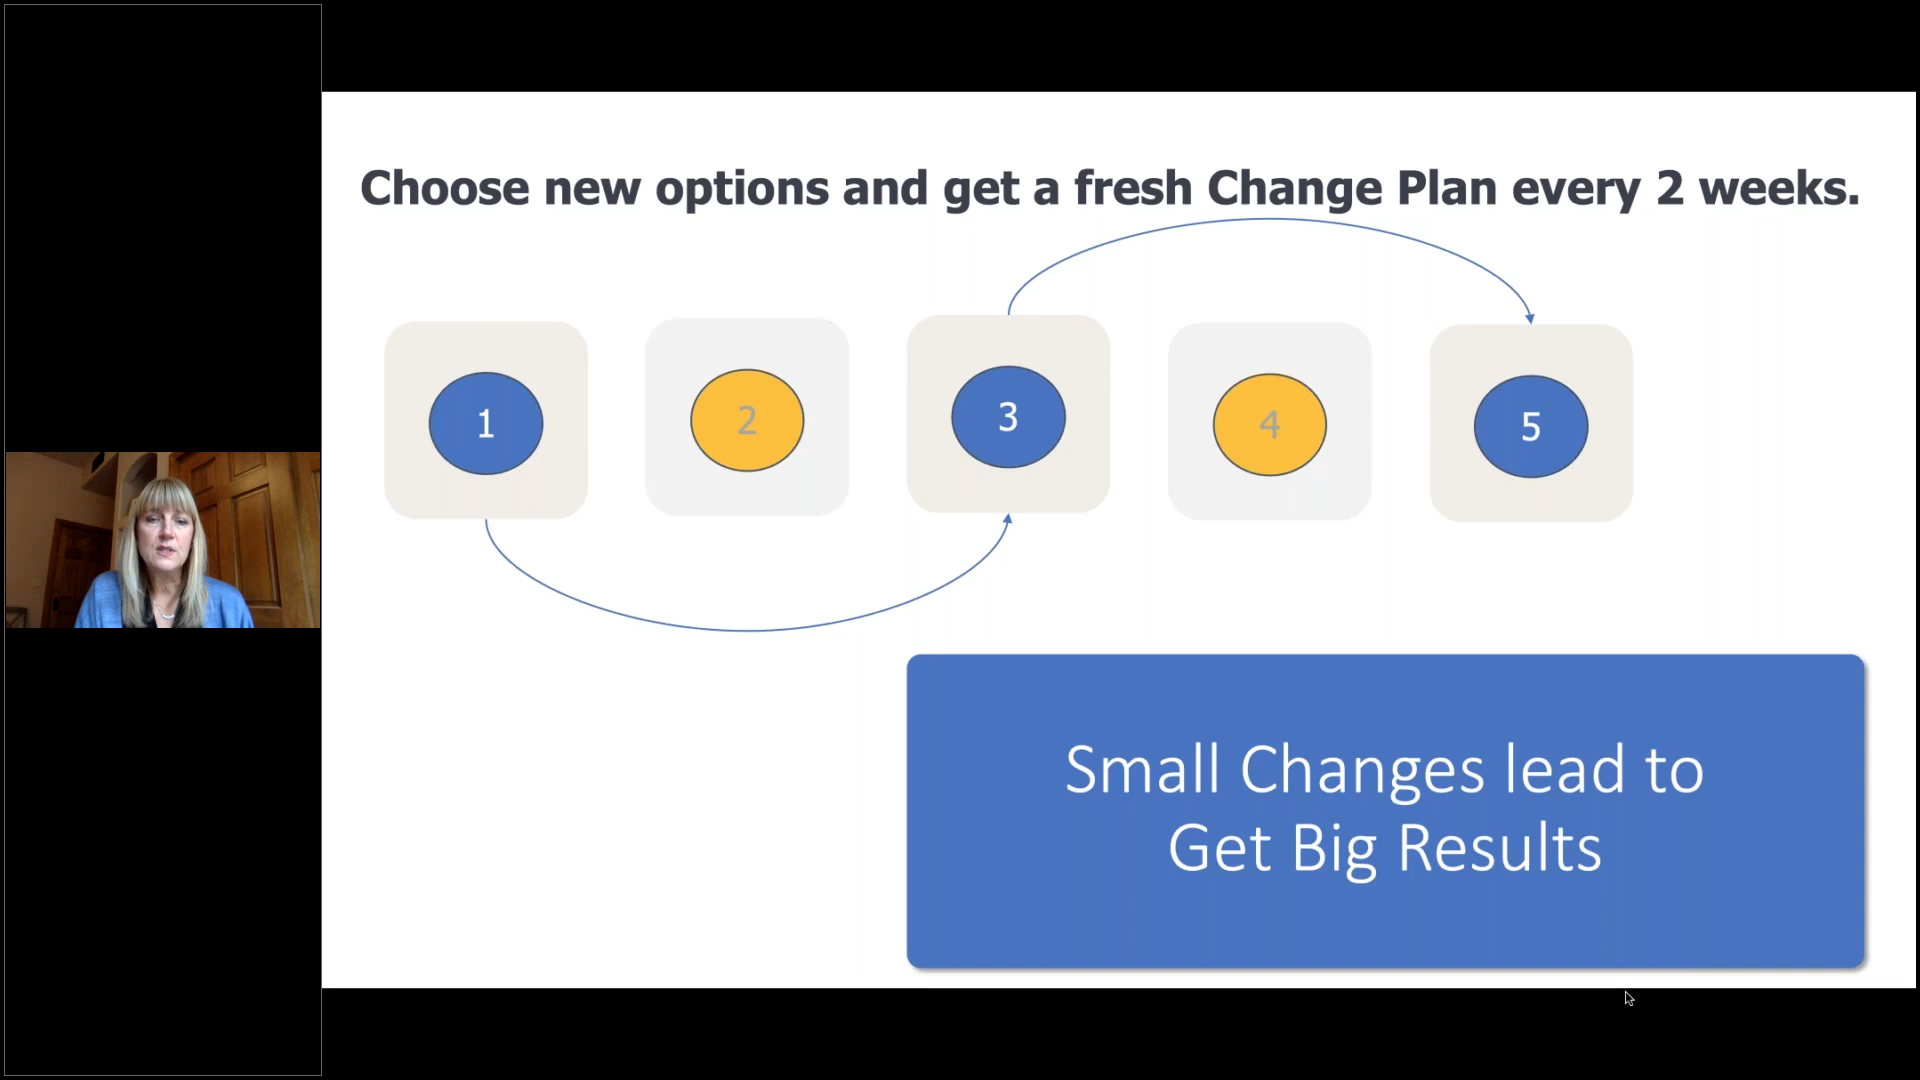 Choose new options and get a fresh Change Plan every 2 weeks.
1
2
3
4
5
Small Changes lead to
Get Big Results